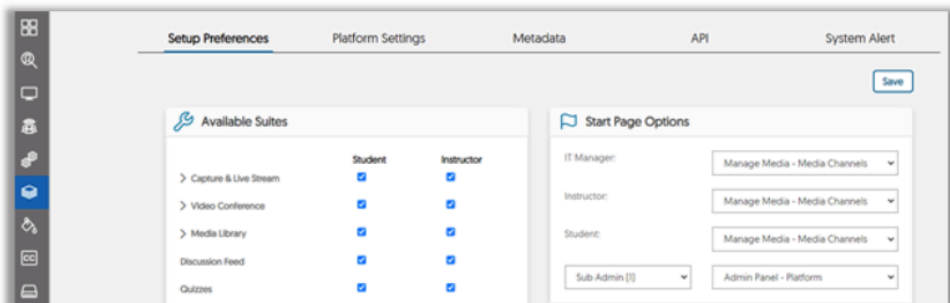 Setup Preferences Platform Settings Metadata API System Alert
Save
Available Suites
Student Instructor
Capture & Live Stream
Video Conference
Media Library
Discussion Feed
Quizzes
Start Page Options
IT Manager: Manage Media - Media Channels
Instructor: Manage Media - Media Channels
Student: Manage Media - Media Channels
Sub Admin [1] Admin Panel - Platform
CC